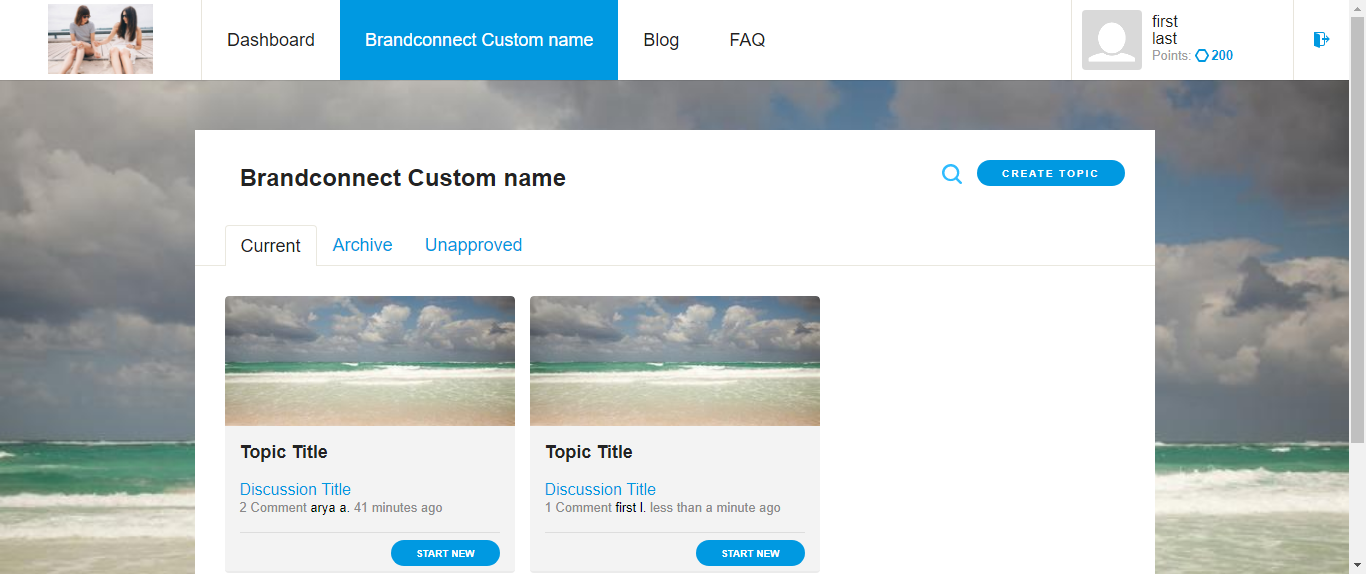 Dashboard
Brandconnect Custom name
Blog
FAQ
first
last
Points: 200
Brandconnect Custom name
CREATE TOPIC
Current
Archive
Unapproved
Topic Title
Discussion Title
2 Comment arya a. 41 minutes ago
START NEW
Topic Title
Discussion Title
1 Comment first l. less than a minute ago
START NEW